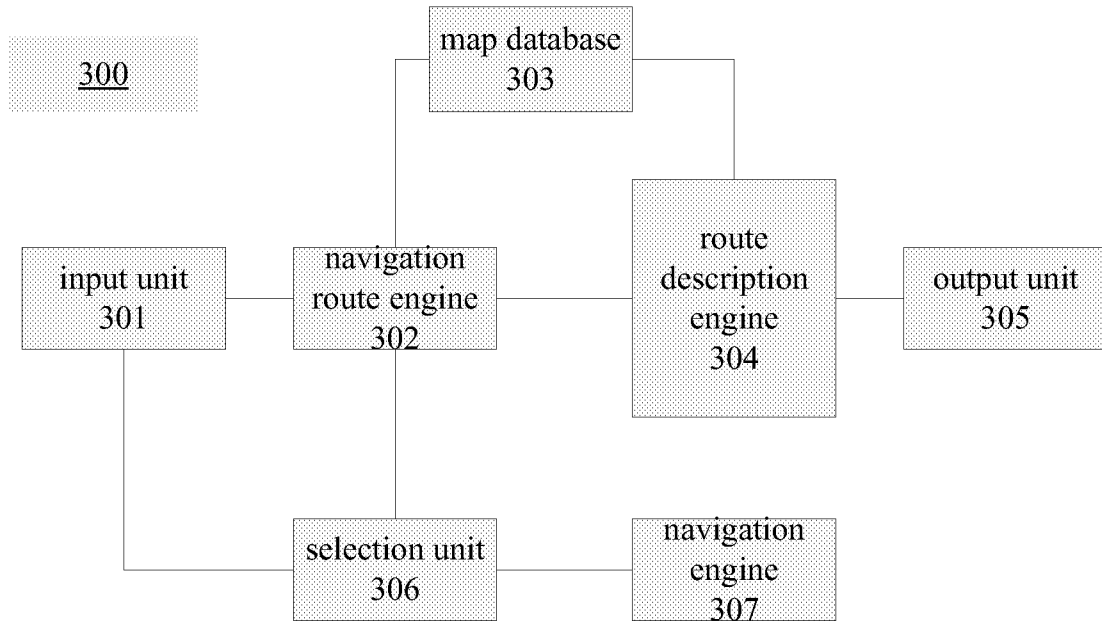 300
map database
303
input unit
301
navigation
route engine
302
route
description
engine
304
output unit
305
selection unit
306
navigation
engine
307